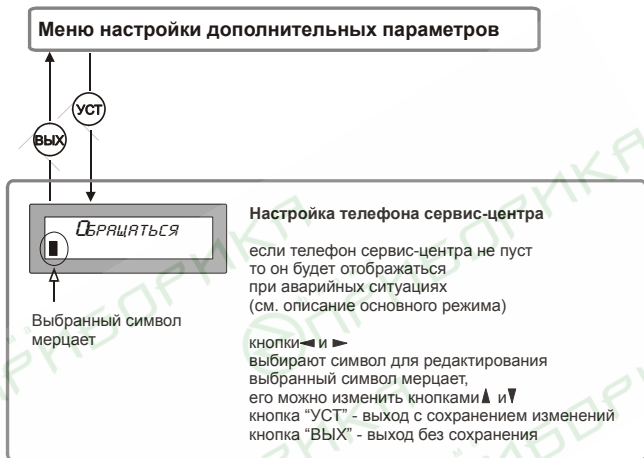 Меню настройки дополнительных параметров
УСТ
ВЫХ
ОБРАЩАТЬСЯ
Настройка телефона сервис-центра
если телефон сервис-центра не пуст
то он будет отображаться
при аварийных ситуациях
(см. описание основного режима)
Выбранный символ
мерцает
кнопки◄ и ►
выбирают символ для редактирования
выбранный символ мерцает,
его можно изменить кнопками▲ и▼
кнопка “УСТ” - выход с сохранением изменений
кнопка “ВЫХ” - выход без сохранения
ПРИБОРИКА